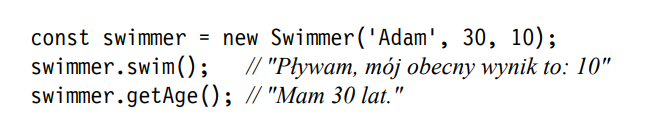 const swimmer = new Swimmer('Adam', 30, 10);
swimmer.swim();   // "Pływam, mój obecny wynik to: 10"
swimmer.getAge(); // "Mam 30 lat."